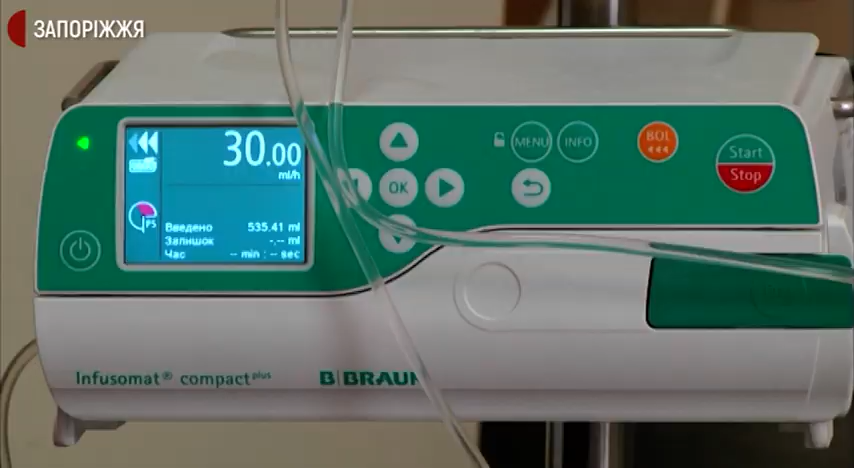 ЗАПОРІЖЖЯ
30.00
ml/h
P5
Введено 535.41 ml
Залишок -.-- ml
Час -- min : -- sec
OK
MENU
INFO
BOL
Start
Stop
Infusomat® compact plus
B|BRAUN